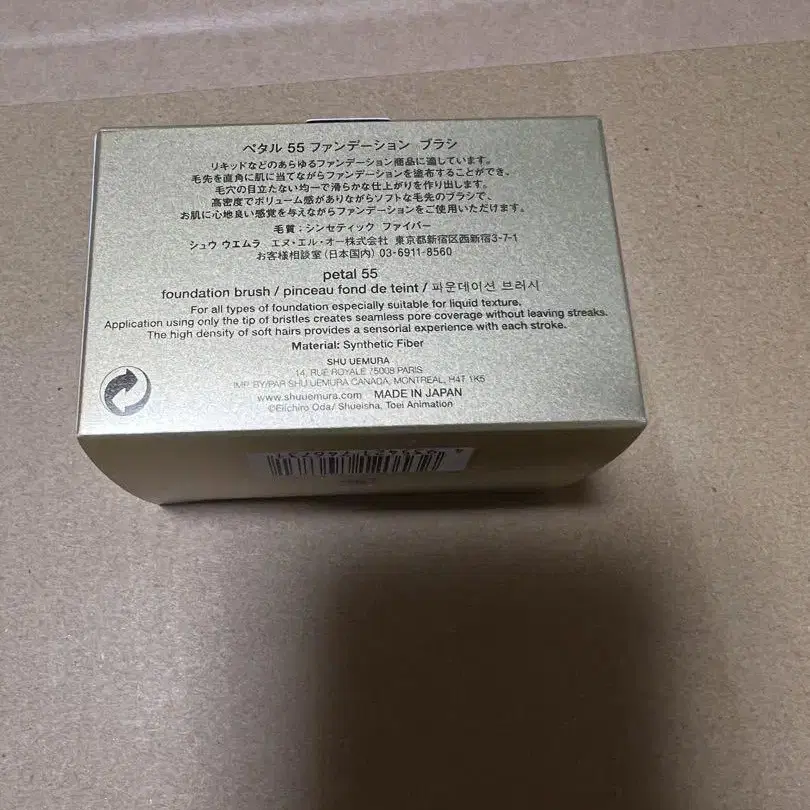 ペタル 55 ファンデーション ブラシ
リキッドなどのあらゆるファンデーション商品に適しています。
毛先を直角に肌に当てながらファンデーションを塗布することができ、
毛穴の目立たない均一で滑らかな仕上がりを作り出します。
高密度でボリューム感がありながらソフトな毛先のブラシで、
お肌に心地良い感覚を与えながらファンデーションをご使用いただけます。
毛質：シンセティック ファイバー
シュウ ウエムラ エヌ・エル・オー株式会社 東京都新宿区西新宿3-7-1
お客様相談室(日本国内) 03-6911-8560
petal 55
foundation brush / pinceau fond de teint / 파운데이션 브러시
For all types of foundation especially suitable for liquid texture.
Application using only the tip of bristles creates seamless pore coverage without leaving streaks.
The high density of soft hairs provides a sensorial experience with each stroke.
Material: Synthetic Fiber
SHU UEMURA
14, RUE ROYALE 75008 PARIS
IMP. BY/PAR SHU UEMURA CANADA, MONTREAL, H4T 1K5
www.shuuemura.com MADE IN JAPAN
©Eiichiro Oda/ Shueisha, Toei Animation